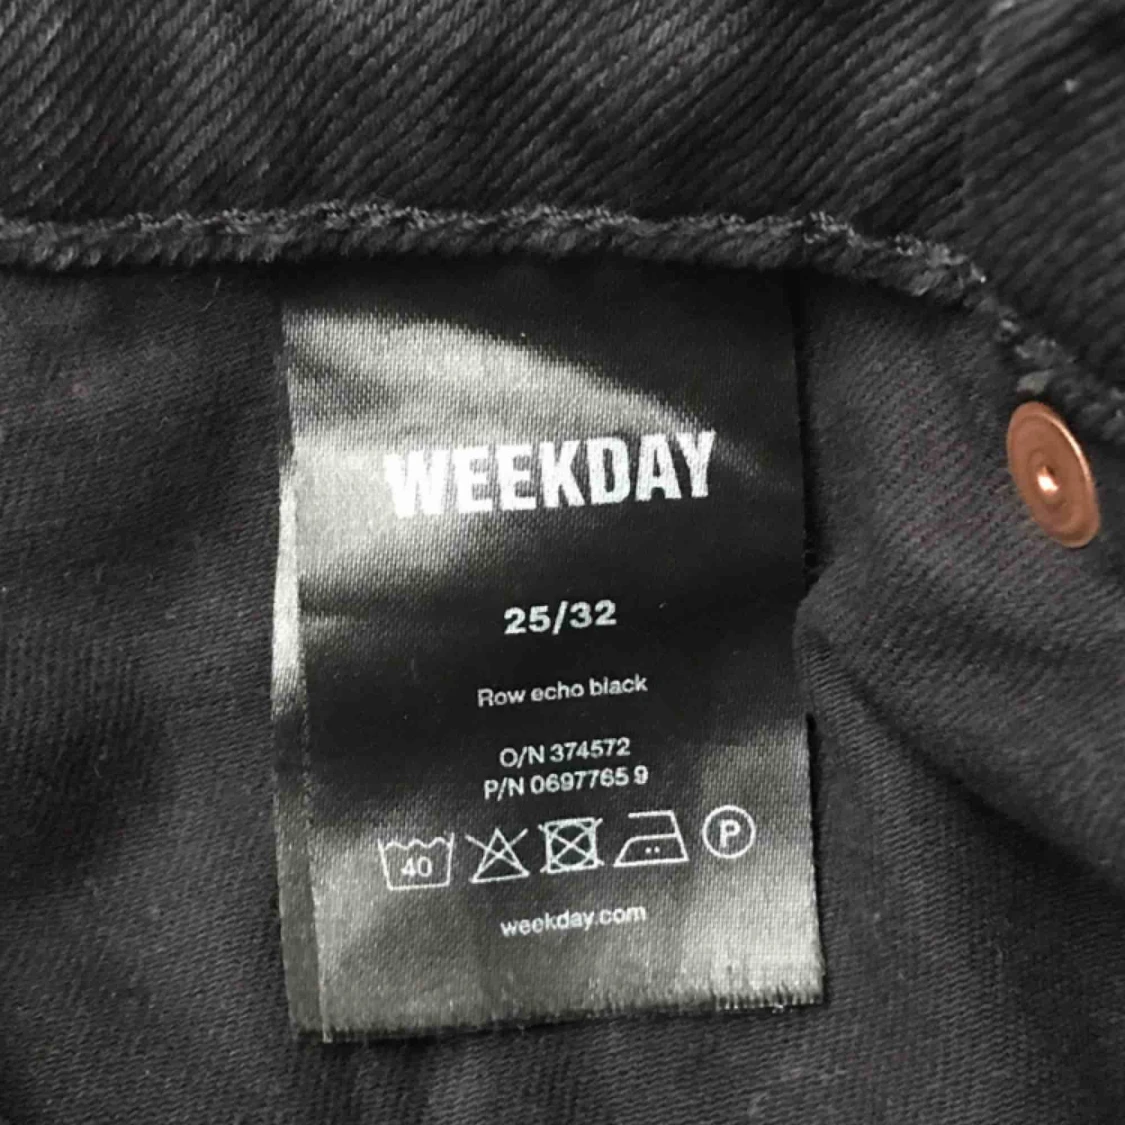 WEEKDAY
25/32
Row echo black
O/N 374572
P/N 0697765 9
40 P
weekday.com